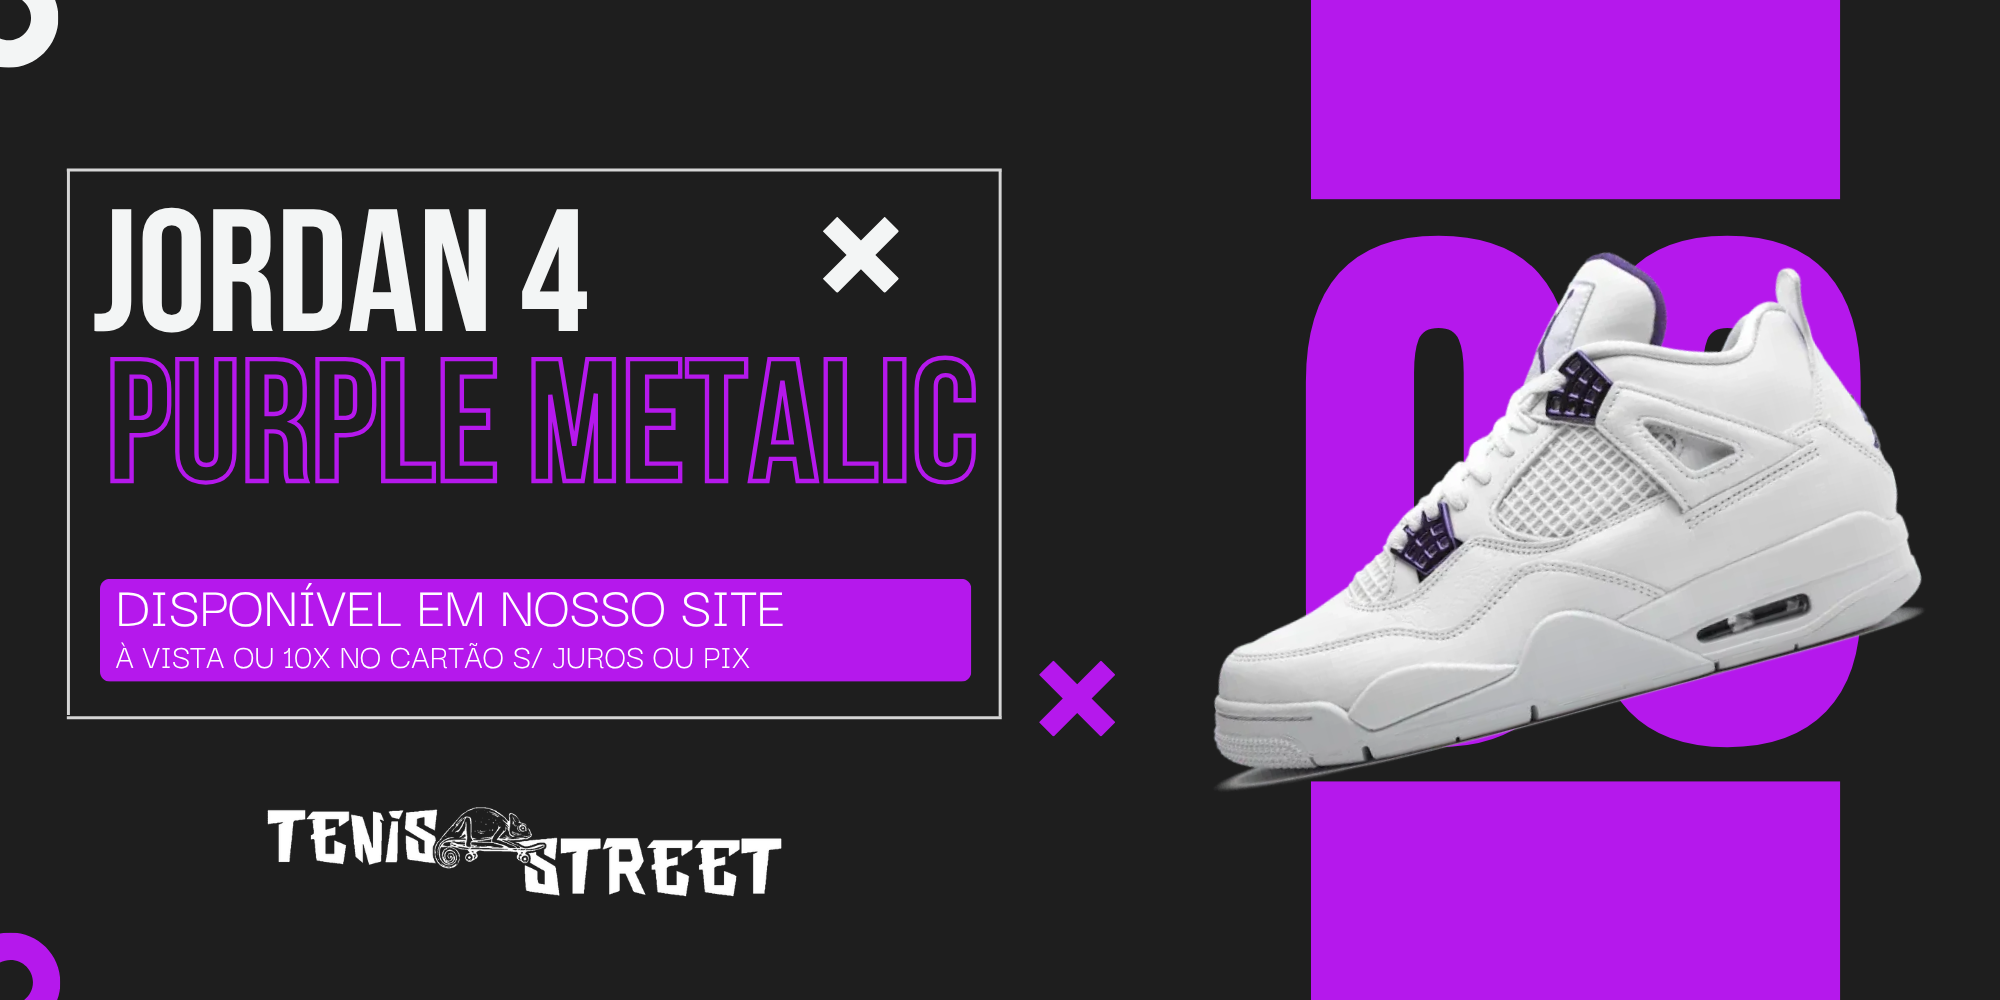 JORDAN 4
PURPLE METALIC
DISPONÍVEL EM NOSSO SITE
À VISTA OU 10X NO CARTÃO S/ JUROS OU PIX
TENiS
STREET